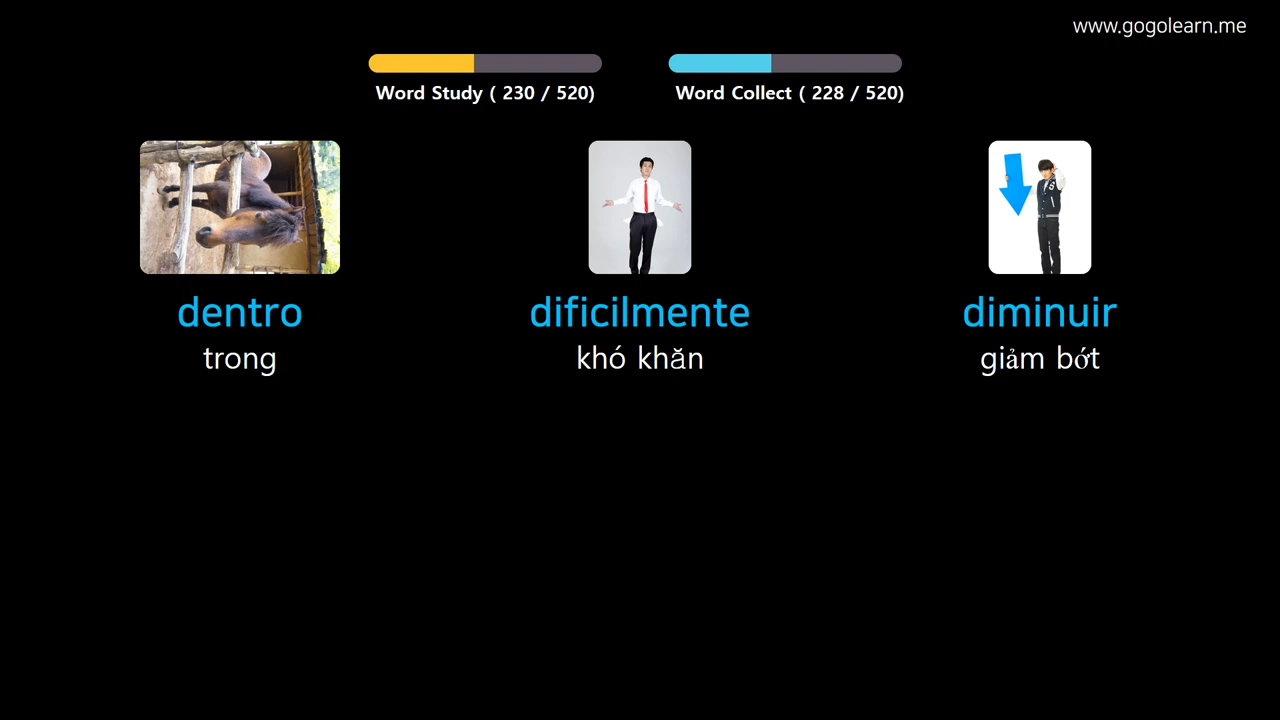 www.gogolearn.me
Word Study ( 230 / 520)
Word Collect ( 228 / 520)
dentro
trong
dificilmente
khó khăn
diminuir
giảm bớt